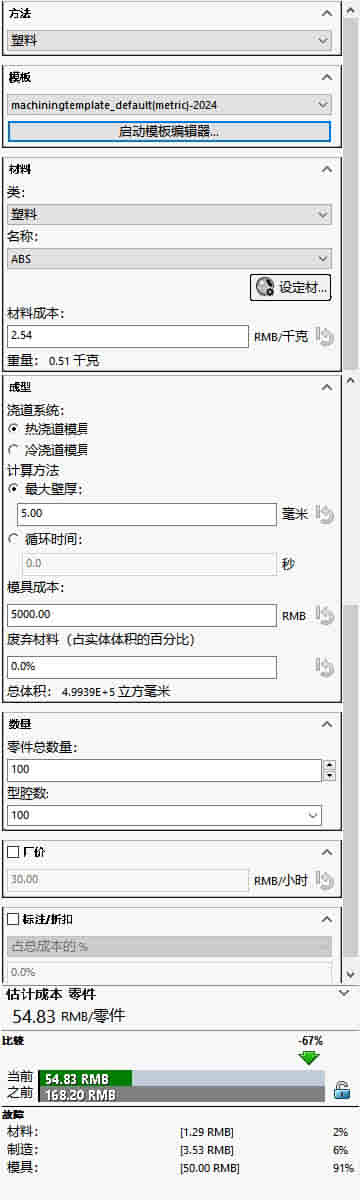 方法
塑料
模板
machiningtemplate_default(metric)-2024
启动模板编辑器...
材料
类:
塑料
名称:
ABS
设定材...
材料成本:
2.54 RMB/千克
重量: 0.51 千克
成型
浇道系统:
热浇道模具
冷浇道模具
计算方法
最大壁厚:
5.00 毫米
循环时间:
0.0 秒
模具成本:
5000.00 RMB
废弃材料（占实体体积的百分比）
0.0%
总体积: 4.9939E+5 立方毫米
数量
零件总数量:
100
型腔数:
100
厂价
30.00 RMB/小时
标注/折扣
占总成本的 %
0.0%
估计成本 零件
54.83 RMB/零件
比较 -67%
当前 54.83 RMB
之前 168.20 RMB
故障
材料: [1.29 RMB] 2%
制造: [3.53 RMB] 6%
模具: [50.00 RMB] 91%